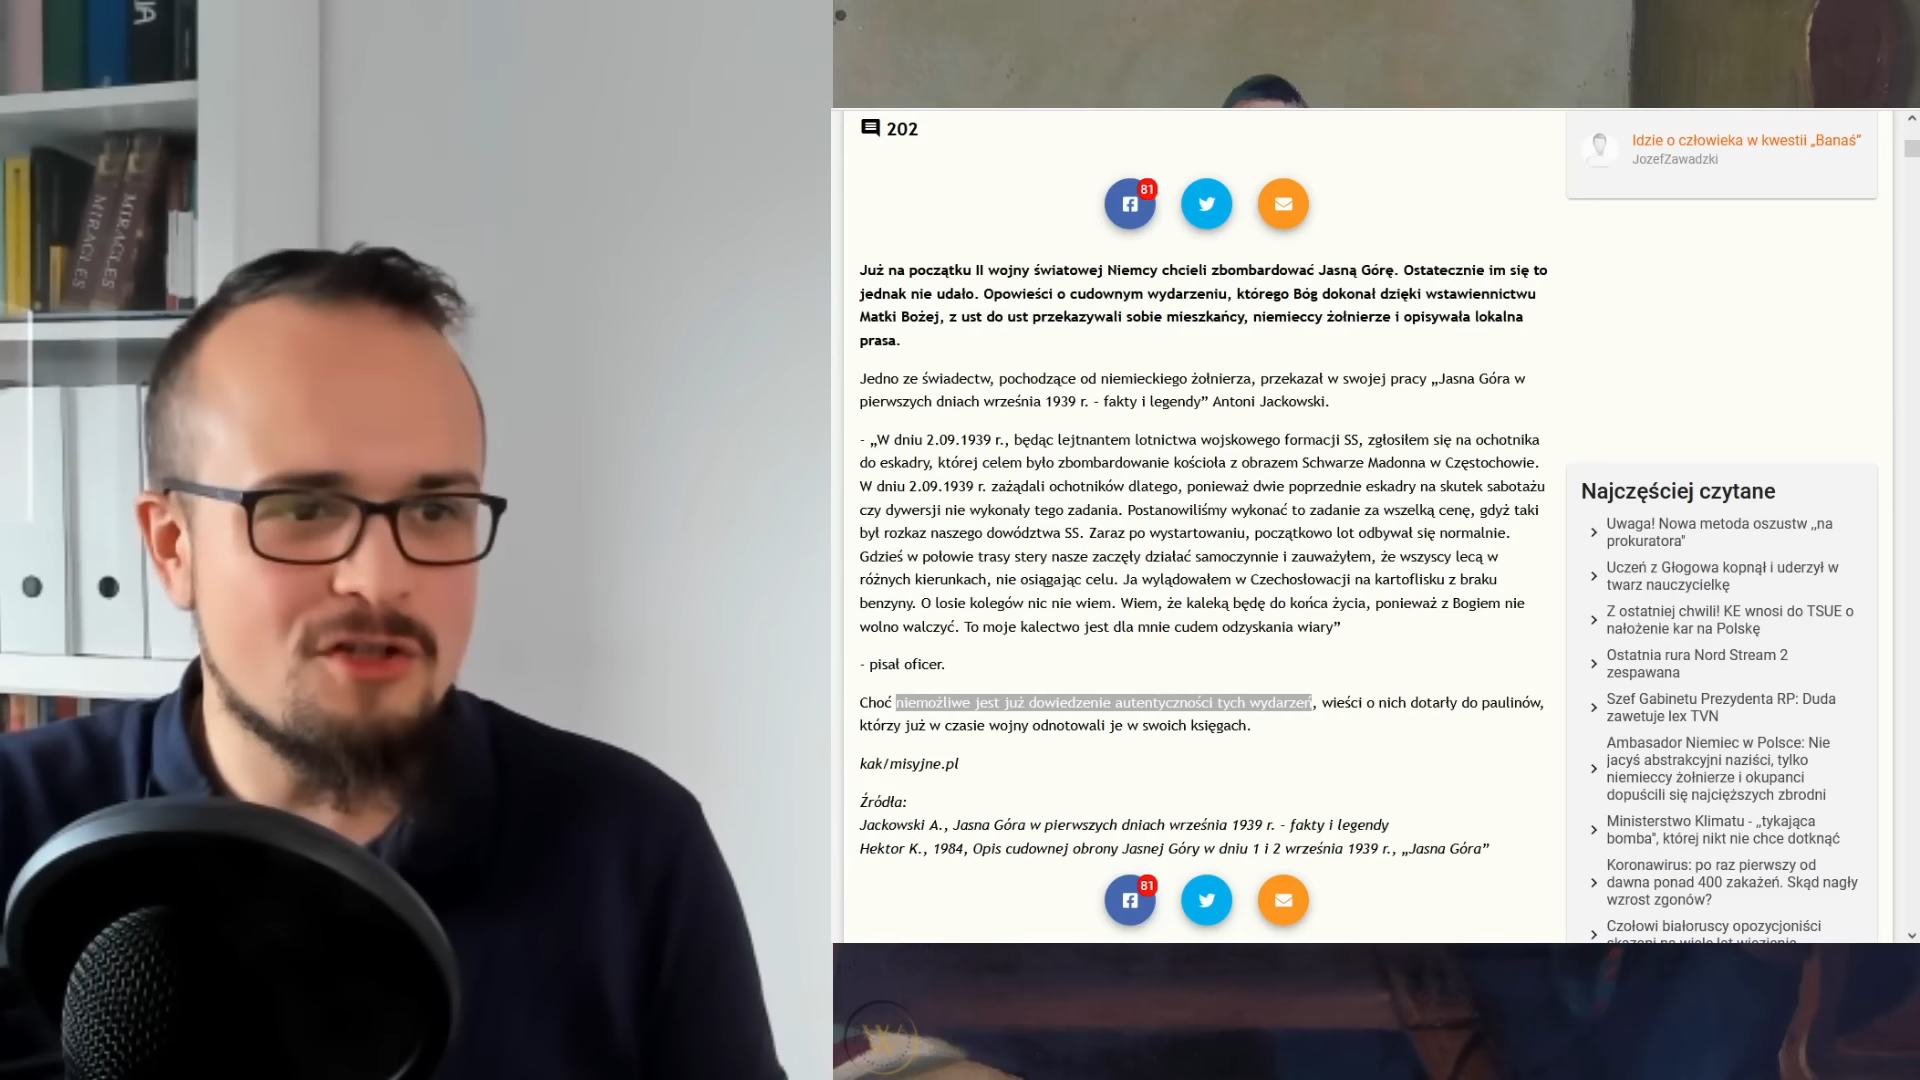 MIRACLES
MIRACLES
202
81
Już na początku II wojny światowej Niemcy chcieli zbombardować Jasną Górę. Ostatecznie im się to
jednak nie udało. Opowieści o cudownym wydarzeniu, którego Bóg dokonał dzięki wstawiennictwu
Matki Bożej, z ust do ust przekazywali sobie mieszkańcy, niemieccy żołnierze i opisywała lokalna
prasa.
Jedno ze świadectw, pochodzące od niemieckiego żołnierza, przekazał w swojej pracy „Jasna Góra w
pierwszych dniach września 1939 r. – fakty i legendy” Antoni Jackowski.
- „W dniu 2.09.1939 r., będąc lejtnantem lotnictwa wojskowego formacji SS, zgłosiłem się na ochotnika
do eskadry, której celem było zbombardowanie kościoła z obrazem Schwarze Madonna w Częstochowie.
W dniu 2.09.1939 r. zażądali ochotników dlatego, ponieważ dwie poprzednie eskadry na skutek sabotażu
czy dywersji nie wykonały tego zadania. Postanowiliśmy wykonać to zadanie za wszelką cenę, gdyż taki
był rozkaz naszego dowództwa SS. Zaraz po wystartowaniu, początkowo lot odbywał się normalnie.
Gdzieś w połowie trasy stery nasze zaczęły działać samoczynnie i zauważyłem, że wszyscy lecą w
różnych kierunkach, nie osiągając celu. Ja wylądowałem w Czechosłowacji na kartoflisku z braku
benzyny. O losie kolegów nic nie wiem. Wiem, że kaleką będę do końca życia, ponieważ z Bogiem nie
wolno walczyć. To moje kalectwo jest dla mnie cudem odzyskania wiary”
- pisał oficer.
Choć niemożliwe jest już dowiedzenie autentyczności tych wydarzeń, wieści o nich dotarły do paulinów,
którzy już w czasie wojny odnotowali je w swoich księgach.
kak/misyjne.pl
Źródła:
Jackowski A., Jasna Góra w pierwszych dniach września 1939 r. – fakty i legendy
Hektor K., 1984, Opis cudownej obrony Jasnej Góry w dniu 1 i 2 września 1939 r., „Jasna Góra”
81
Idzie o człowieka w kwestii „Banaś”
JozefZawadzki
Najczęściej czytane
Uwaga! Nowa metoda oszustw „na
prokuratora"
Uczeń z Głogowa kopnął i uderzył w
twarz nauczycielkę
Z ostatniej chwili! KE wnosi do TSUE o
nałożenie kar na Polskę
Ostatnia rura Nord Stream 2
zespawana
Szef Gabinetu Prezydenta RP: Duda
zawetuje lex TVN
Ambasador Niemiec w Polsce: Nie
jacyś abstrakcyjni naziści, tylko
niemieccy żołnierze i okupanci
dopuścili się najcięższych zbrodni
Ministerstwo Klimatu - „tykająca
bomba", której nikt nie chce dotknąć
Koronawirus: po raz pierwszy od
dawna ponad 400 zakażeń. Skąd nagły
wzrost zgonów?
Czołowi białoruscy opozycjoniści
skazani na wiele lat więzienia
W